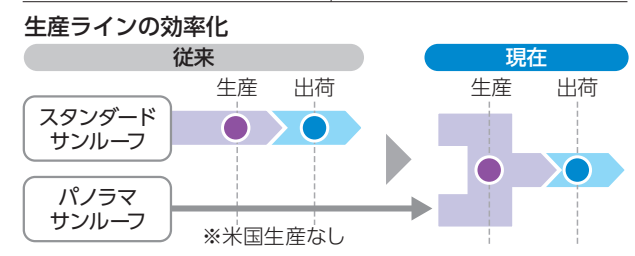 生産ラインの効率化
従来
現在
生産 出荷
生産 出荷
スタンダード
サンルーフ
パノラマ
サンルーフ
※米国生産なし